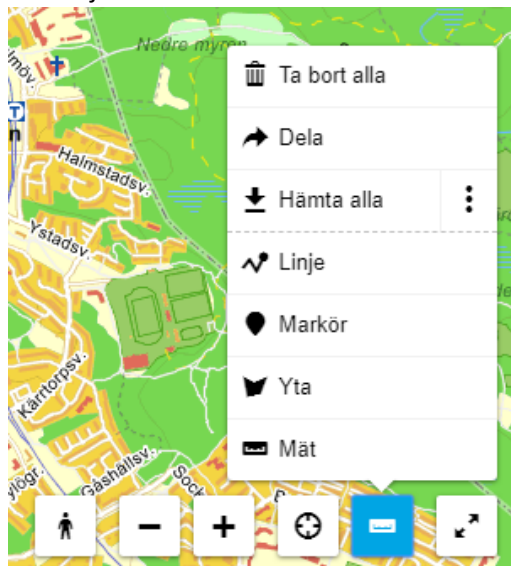 Nedre myren
Ta bort alla
Dela
Halmstadsv.
Hämta alla
Ystadsv.
Linje
Markör
Kärrtorpsv.
Yta
Mät
Gåshällsv.